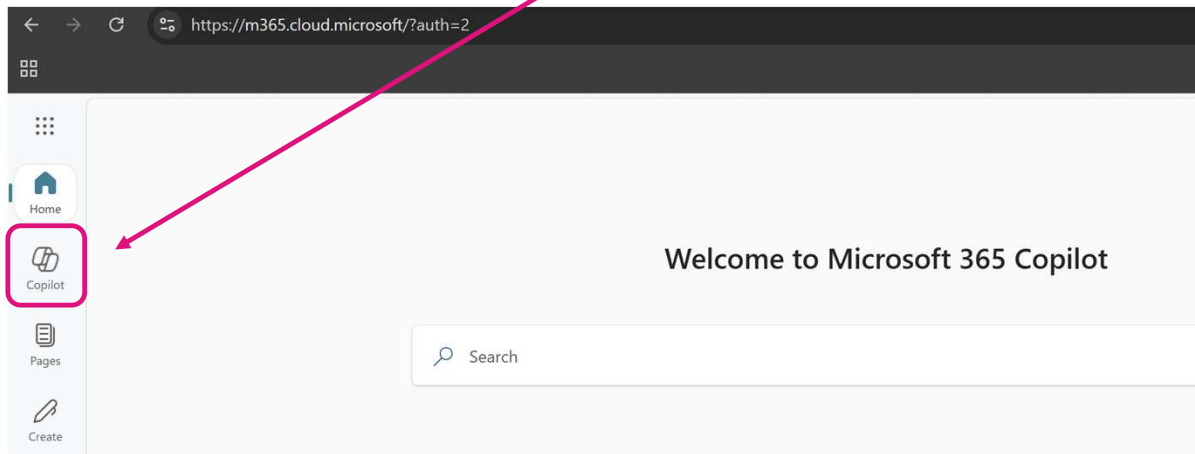 https://m365.cloud.microsoft/?auth=2
Home
Copilot
Welcome to Microsoft 365 Copilot
Pages
Search
Create